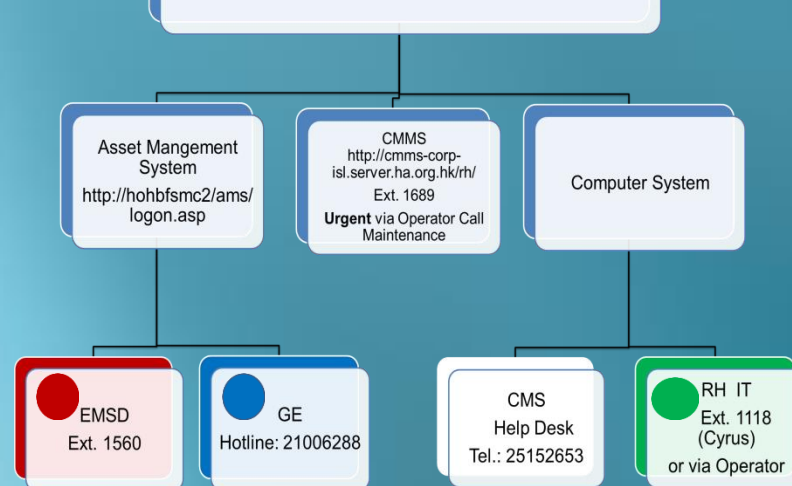 Asset Mangement
System
http://hohbfsmc2/ams/
logon.asp
CMMS
http://cmms-corp-
isl.server.ha.org.hk/rh/
Ext. 1689
Urgent via Operator Call
Maintenance
Computer System
EMSD
Ext. 1560
GE
Hotline: 21006288
CMS
Help Desk
Tel.: 25152653
RH IT
Ext. 1118
(Cyrus)
or via Operator